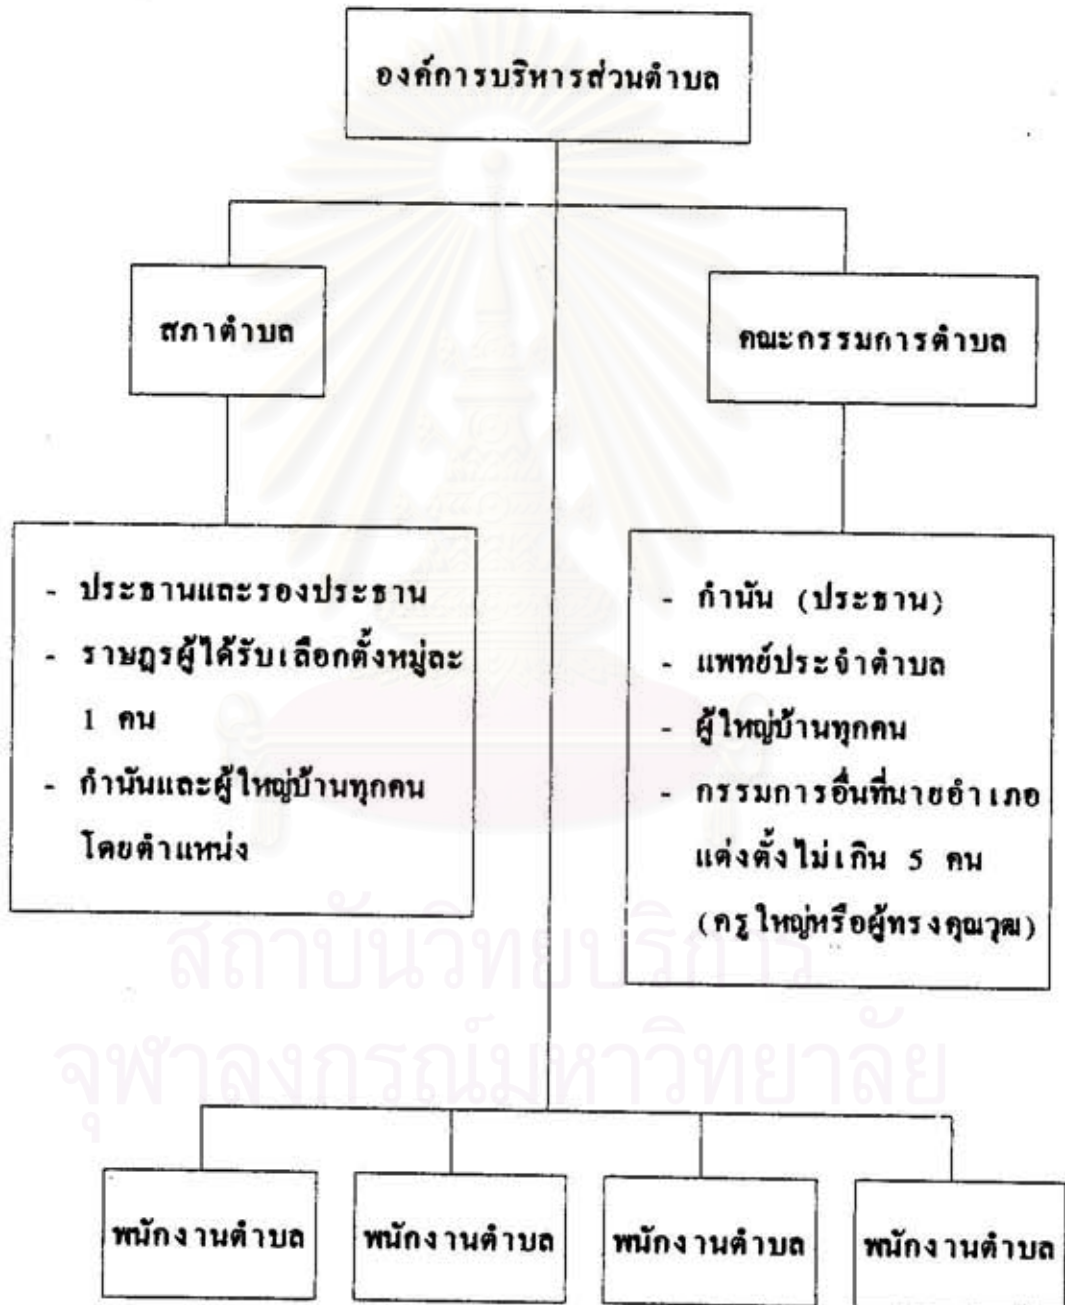 องค์การบริหารส่วนตำบล
สภาตำบล
คณะกรรมการตำบล
- ประธานและรองประธาน
- ราษฎรผู้ได้รับเลือกตั้งหมู่ละ
1 คน
- กำนันและผู้ใหญ่บ้านทุกคน
โดยตำแหน่ง
- กำนัน (ประธาน)
- แพทย์ประจำตำบล
- ผู้ใหญ่บ้านทุกคน
- กรรมการอื่นที่นายอำเภอ
แต่งตั้งไม่เกิน 5 คน
(ครูใหญ่หรือผู้ทรงคุณวุฒ)
สถาบันวิทยบริการ
จุฬาลงกรณ์มหาวิทยาลัย
พนักงานตำบล
พนักงานตำบล
พนักงานตำบล
พนักงานตำบล